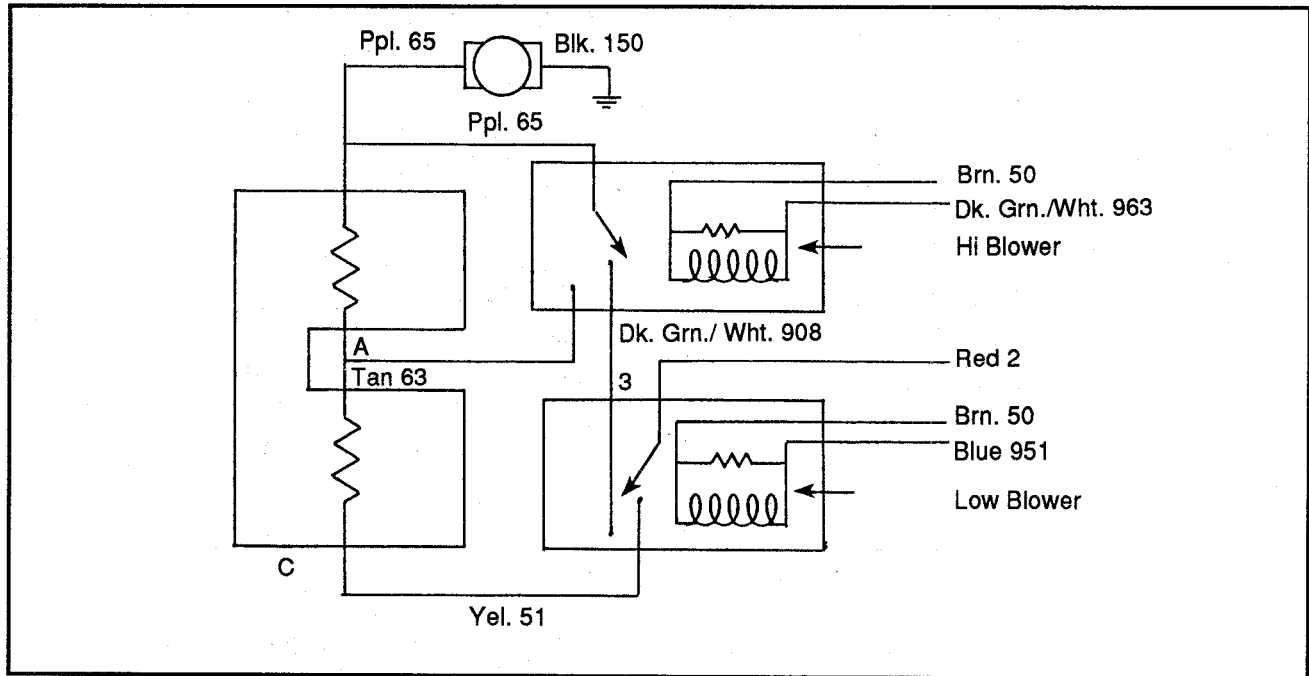 Ppl. 65
Blk. 150
Ppl. 65
Brn. 50
Dk. Grn./Wht. 963
Hi Blower
Dk. Grn./ Wht. 908
A
Tan 63
3
Red 2
Brn. 50
Blue 951
Low Blower
C
Yel. 51